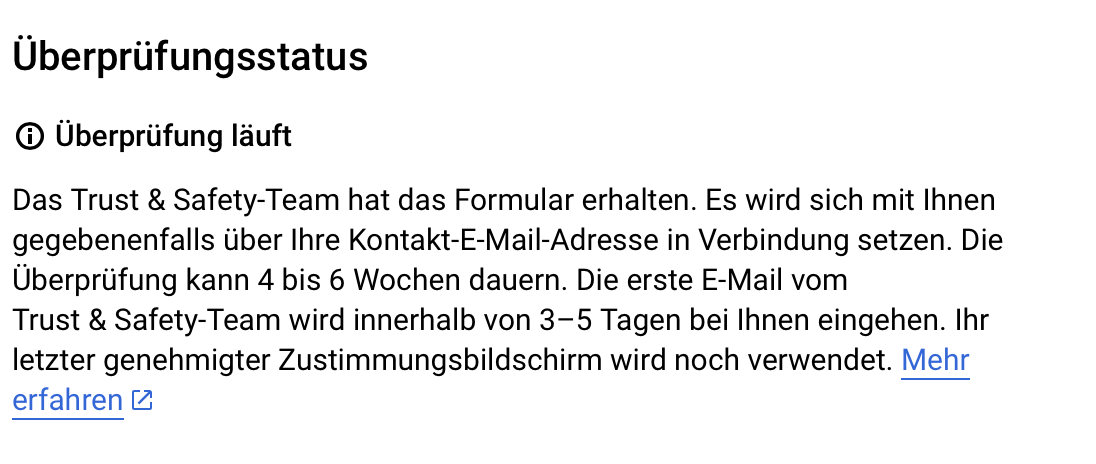 Überprüfungsstatus
Überprüfung läuft
Das Trust & Safety-Team hat das Formular erhalten. Es wird sich mit Ihnen
gegebenenfalls über Ihre Kontakt-E-Mail-Adresse in Verbindung setzen. Die
Überprüfung kann 4 bis 6 Wochen dauern. Die erste E-Mail vom
Trust & Safety-Team wird innerhalb von 3–5 Tagen bei Ihnen eingehen. Ihr
letzter genehmigter Zustimmungsbildschirm wird noch verwendet. Mehr
erfahren